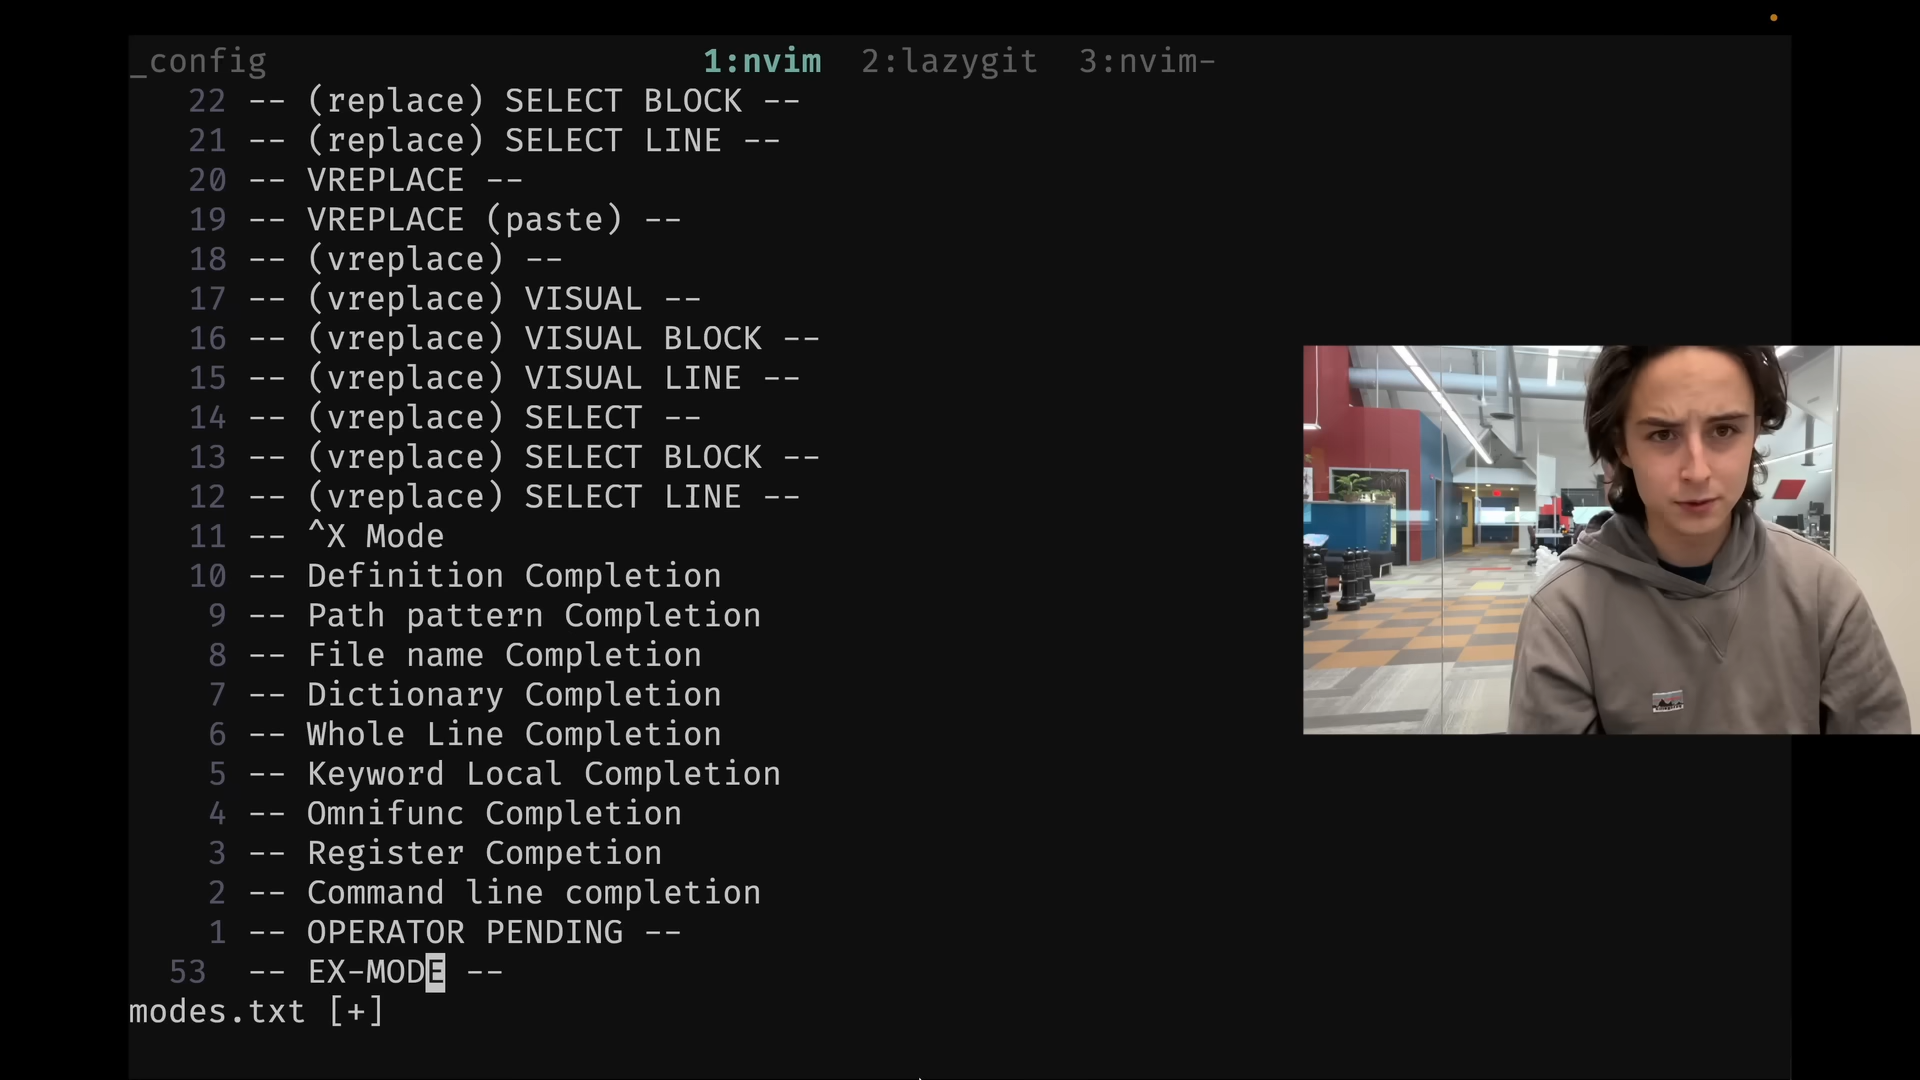 _config 1:nvim 2:lazygit 3:nvim-
22 -- (replace) SELECT BLOCK --
21 -- (replace) SELECT LINE --
20 -- VREPLACE --
19 -- VREPLACE (paste) --
18 -- (vreplace) --
17 -- (vreplace) VISUAL --
16 -- (vreplace) VISUAL BLOCK --
15 -- (vreplace) VISUAL LINE --
14 -- (vreplace) SELECT --
13 -- (vreplace) SELECT BLOCK --
12 -- (vreplace) SELECT LINE --
11 -- ^X Mode
10 -- Definition Completion
9 -- Path pattern Completion
8 -- File name Completion
7 -- Dictionary Completion
6 -- Whole Line Completion
5 -- Keyword Local Completion
4 -- Omnifunc Completion
3 -- Register Competion
2 -- Command line completion
1 -- OPERATOR PENDING --
53 -- EX-MODE --
modes.txt [+]